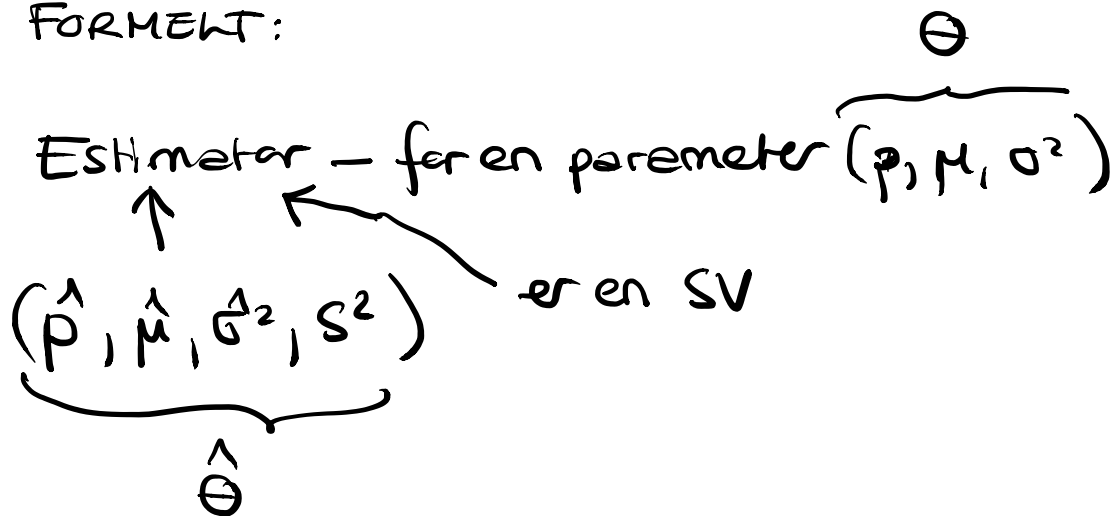 FORMELT:
θ
Estimator – for en parameter (p, μ, σ²)
er en SV
(p̂, μ̂, σ̂², S²)
θ̂